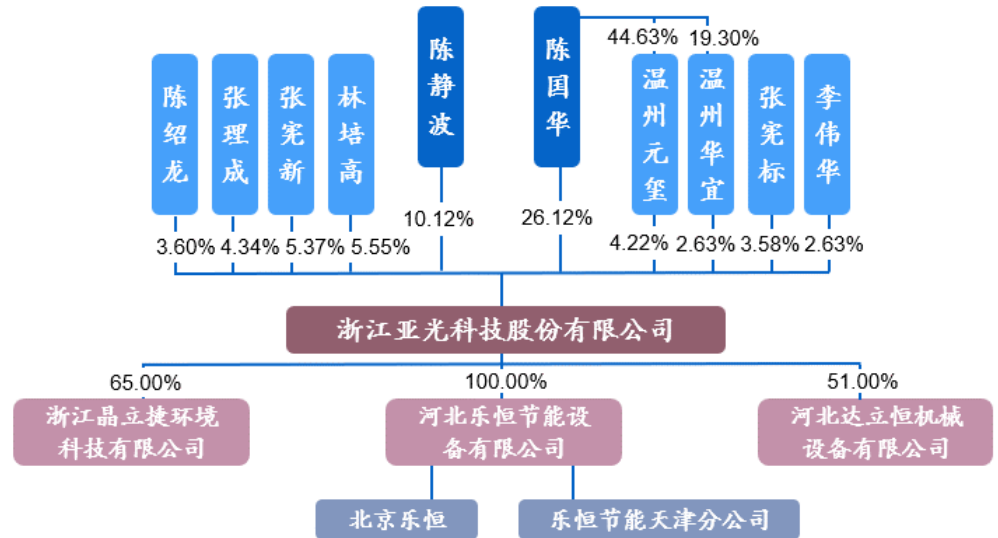 44.63% 19.30%
陈绍龙
张理成
张宪新
林培高
陈静波
陈国华
温州元玺
温州华宜
张宪标
李伟华
3.60% 4.34% 5.37% 5.55% 10.12% 26.12% 4.22% 2.63% 3.58% 2.63%
浙江亚光科技股份有限公司
65.00% 100.00% 51.00%
浙江晶立捷环境
科技有限公司
河北乐恒节能设
备有限公司
河北达立恒机械
设备有限公司
北京乐恒
乐恒节能天津分公司